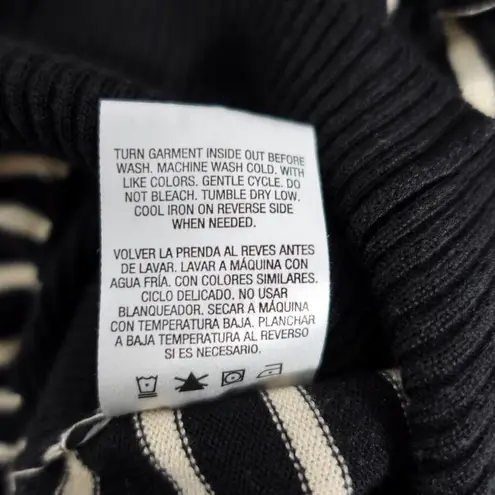 TURN GARMENT INSIDE OUT BEFORE
WASH. MACHINE WASH COLD. WITH
LIKE COLORS. GENTLE CYCLE. DO
NOT BLEACH. TUMBLE DRY LOW.
COOL IRON ON REVERSE SIDE
WHEN NEEDED.
VOLVER LA PRENDA AL REVES ANTES
DE LAVAR. LAVAR A MÁQUINA CON
AGUA FRÍA. CON COLORES SIMILARES.
CICLO DELICADO. NO USAR
BLANQUEADOR. SECAR A MÁQUINA
CON TEMPERATURA BAJA. PLANCHAR
A BAJA TEMPERATURA AL REVERSO
SI ES NECESARIO.